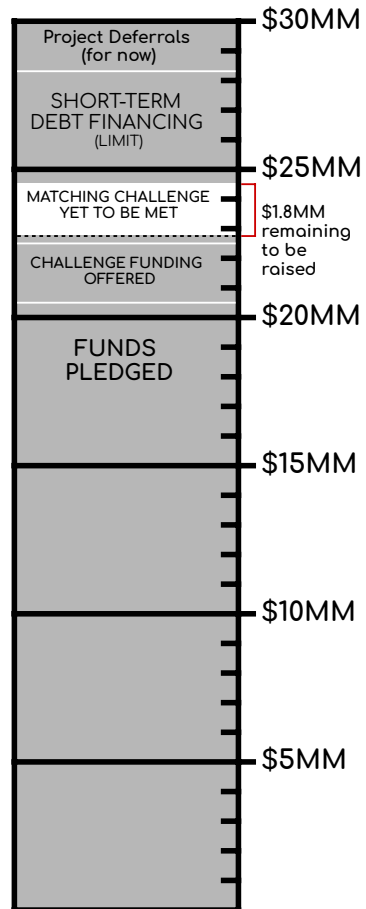 $30MM
Project Deferrals
(for now)
SHORT-TERM
DEBT FINANCING
(LIMIT)
$25MM
MATCHING CHALLENGE
YET TO BE MET
$1.8MM
remaining
to be
raised
CHALLENGE FUNDING
OFFERED
$20MM
FUNDS
PLEDGED
$15MM
$10MM
$5MM